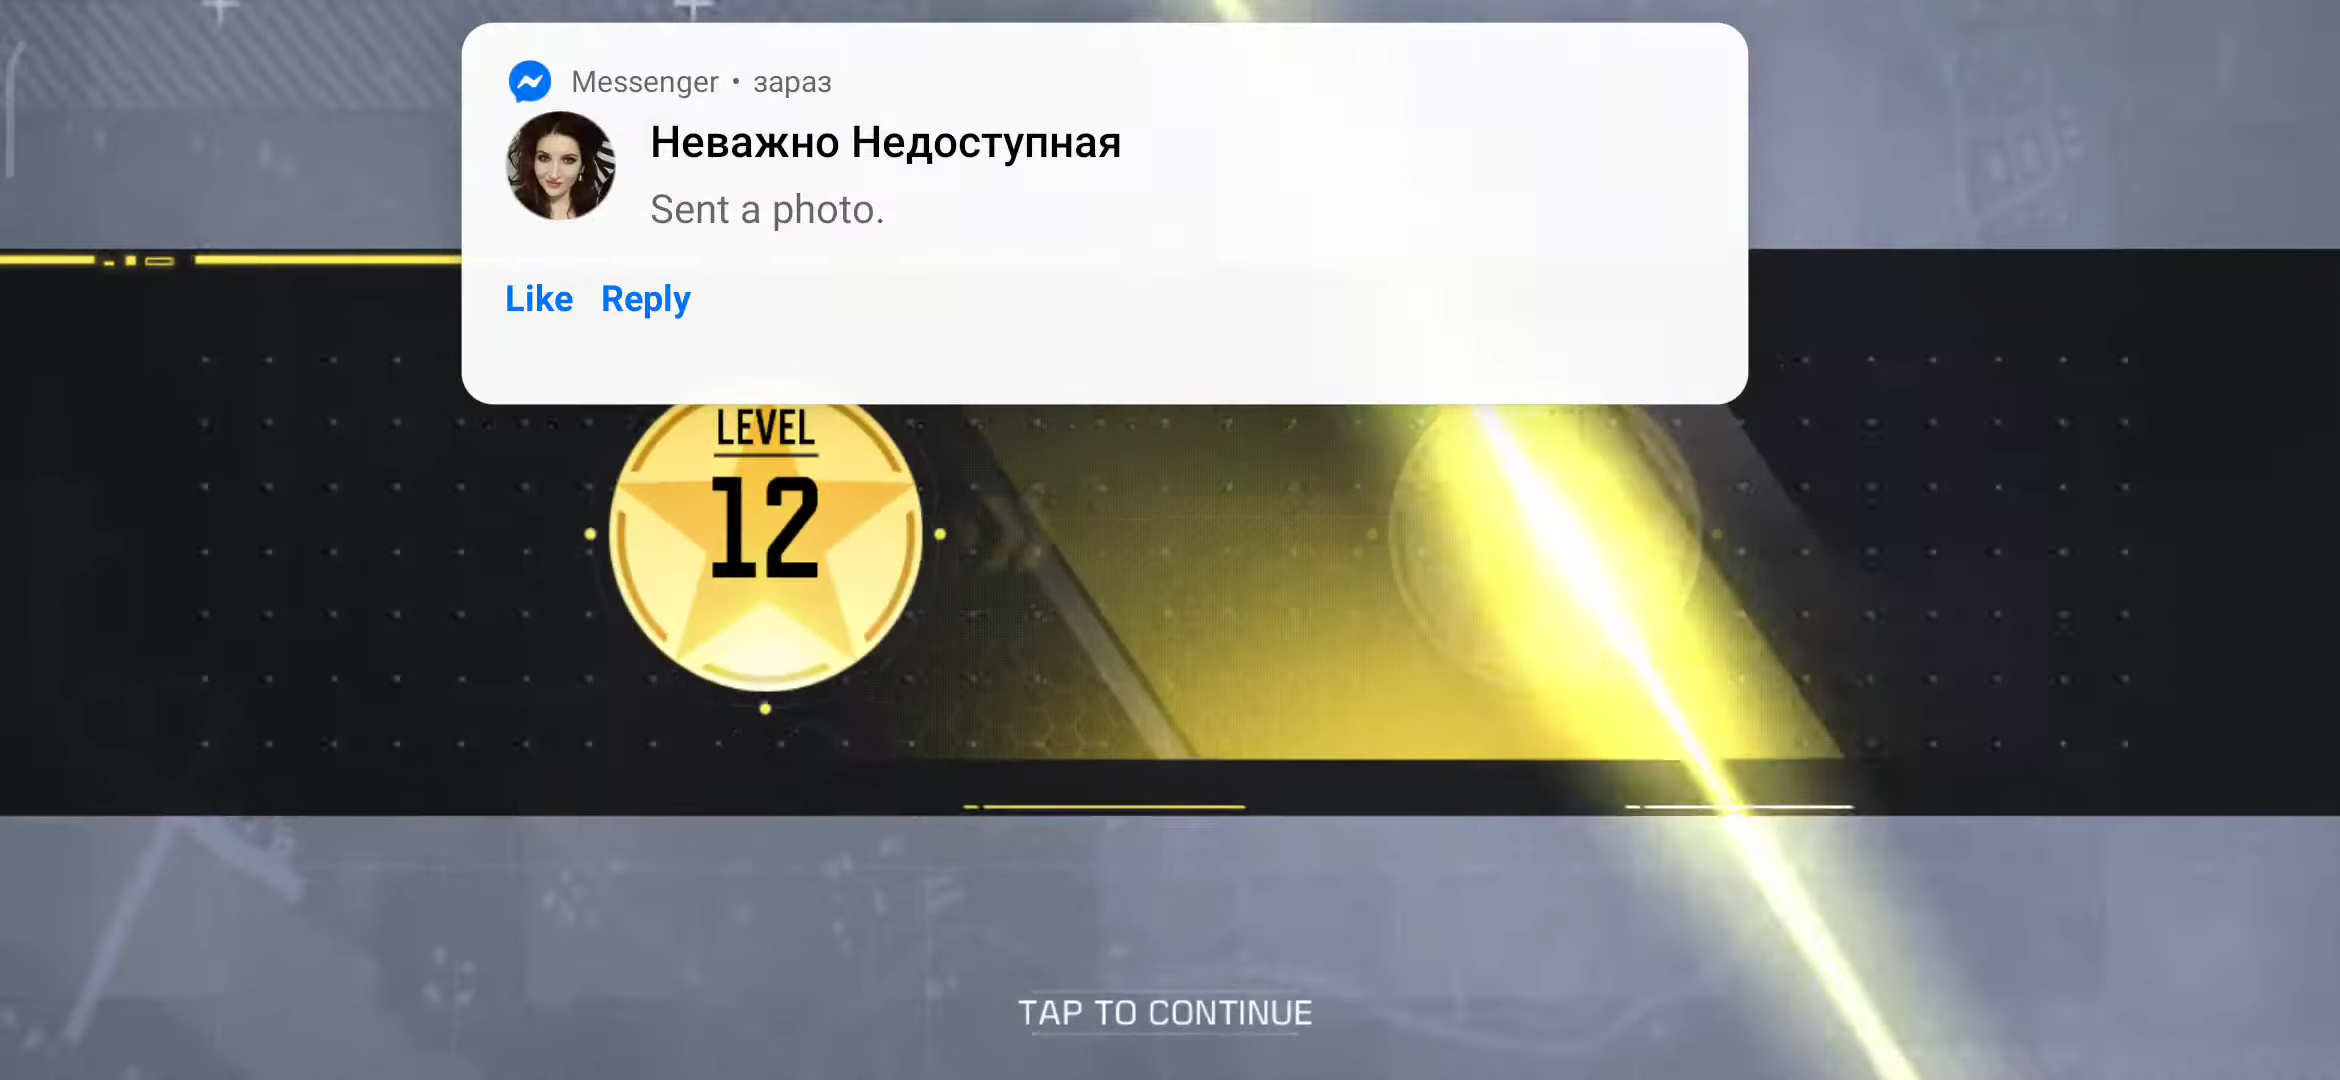 Messenger • зараз
Неважно Недоступная
Sent a photo.
Like Reply
LEVEL
12
TAP TO CONTINUE